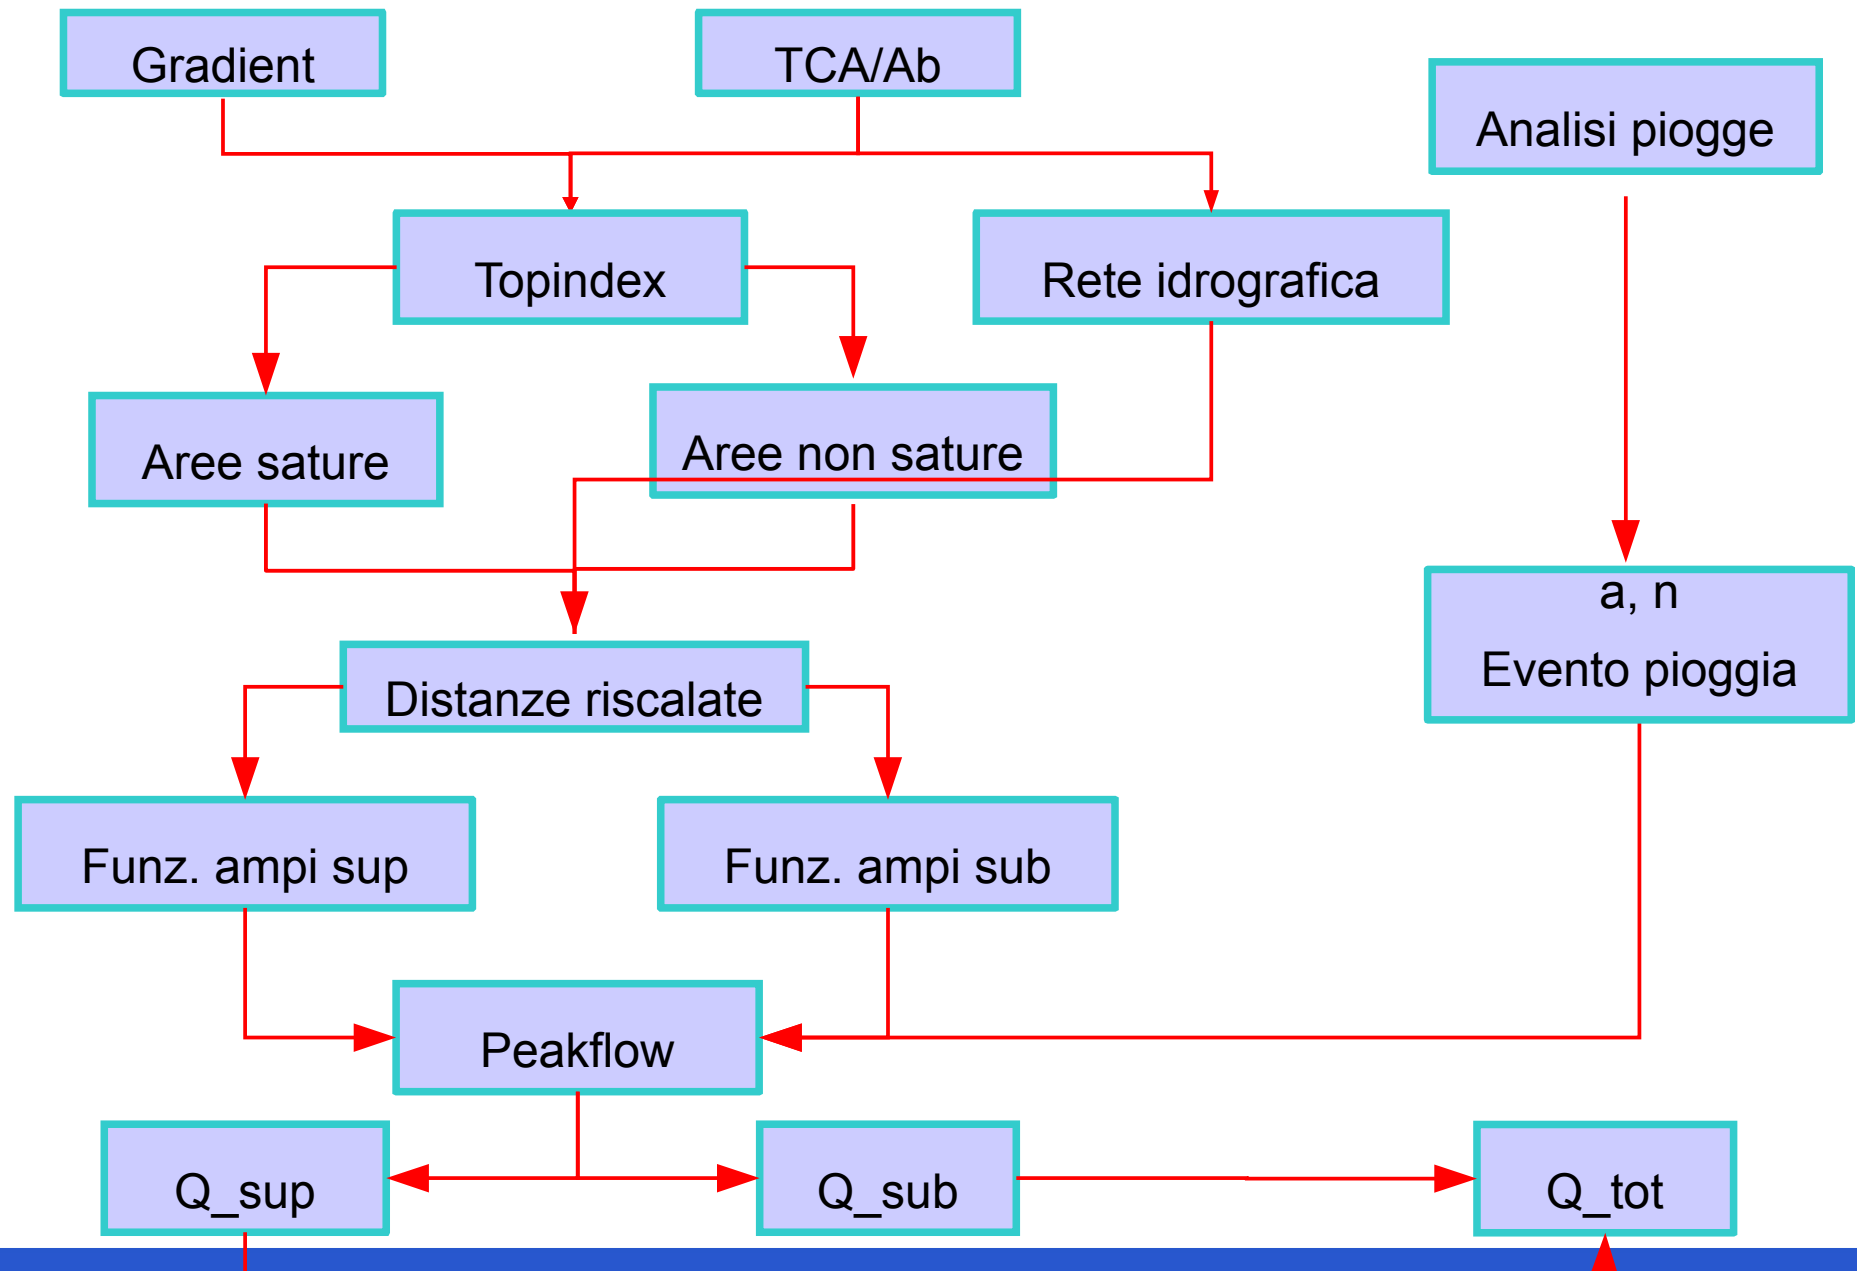 Gradient
TCA/Ab
Analisi piogge
Topindex
Rete idrografica
Aree sature
Aree non sature
a, n
Evento pioggia
Distanze riscalate
Funz. ampi sup
Funz. ampi sub
Peakflow
Q_sup
Q_sub
Q_tot